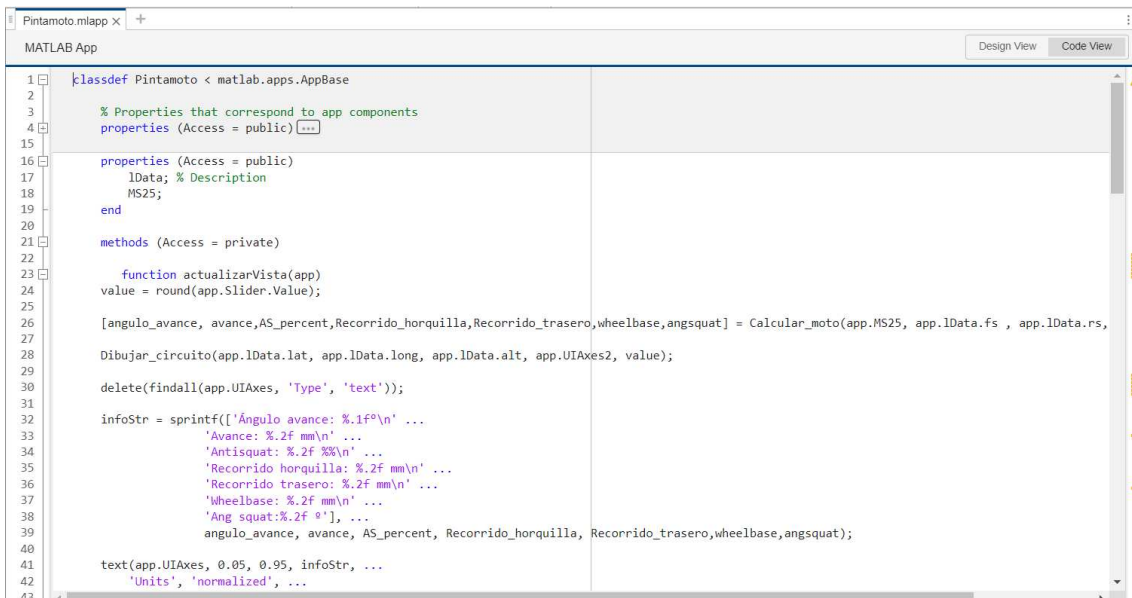 Pintamoto.mlapp × +
MATLAB App
Design View Code View
1 classdef Pintamoto < matlab.apps.AppBase
2
3 % Properties that correspond to app components
4 properties (Access = public) ...
15
16 properties (Access = public)
17 lData; % Description
18 MS25;
19 end
20
21 methods (Access = private)
22
23 function actualizarVista(app)
24 value = round(app.Slider.Value);
25
26 [angulo_avance, avance,AS_percent,Recorrido_horquilla,Recorrido_trasero,wheelbase,angsquat] = Calcular_moto(app.MS25, app.lData.fs , app.lData.rs,
27
28 Dibujar_circuito(app.lData.lat, app.lData.long, app.lData.alt, app.UIAxes2, value);
29
30 delete(findall(app.UIAxes, 'Type', 'text'));
31
32 infoStr = sprintf(['Ángulo avance: %.1fº\n' ...
33 'Avance: %.2f mm\n' ...
34 'Antisquat: %.2f %%\n' ...
35 'Recorrido horquilla: %.2f mm\n' ...
36 'Recorrido trasero: %.2f mm\n' ...
37 'Wheelbase: %.2f mm\n' ...
38 'Ang squat:%.2f º'], ...
39 angulo_avance, avance, AS_percent, Recorrido_horquilla, Recorrido_trasero,wheelbase,angsquat);
40
41 text(app.UIAxes, 0.05, 0.95, infoStr, ...
42 'Units', 'normalized', ...
43